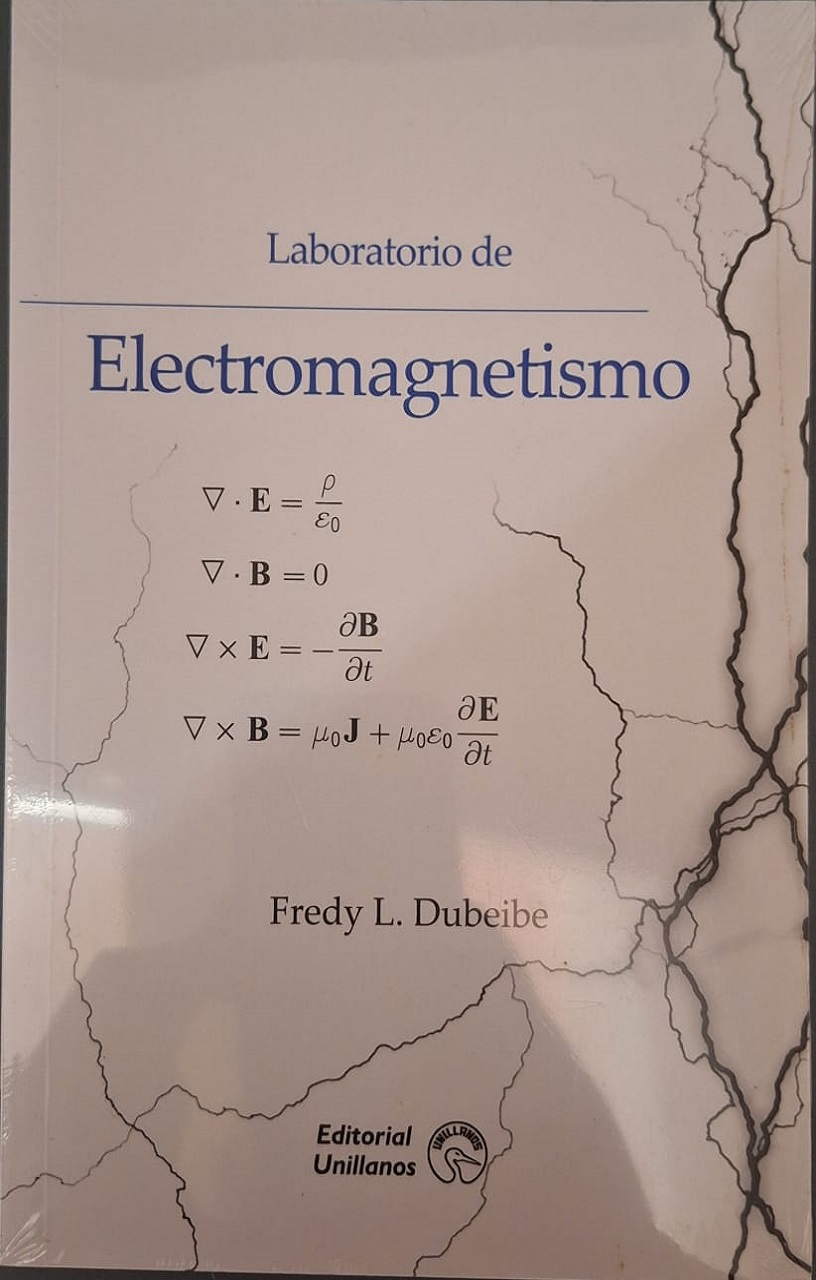 Laboratorio de
Electromagnetismo
∇ · E = ρ/ε₀
∇ · B = 0
∇ × E = −∂B/∂t
∇ × B = μ₀J + μ₀ε₀ ∂E/∂t
Fredy L. Dubeibe
Editorial
Unillanos
UNILLANOS